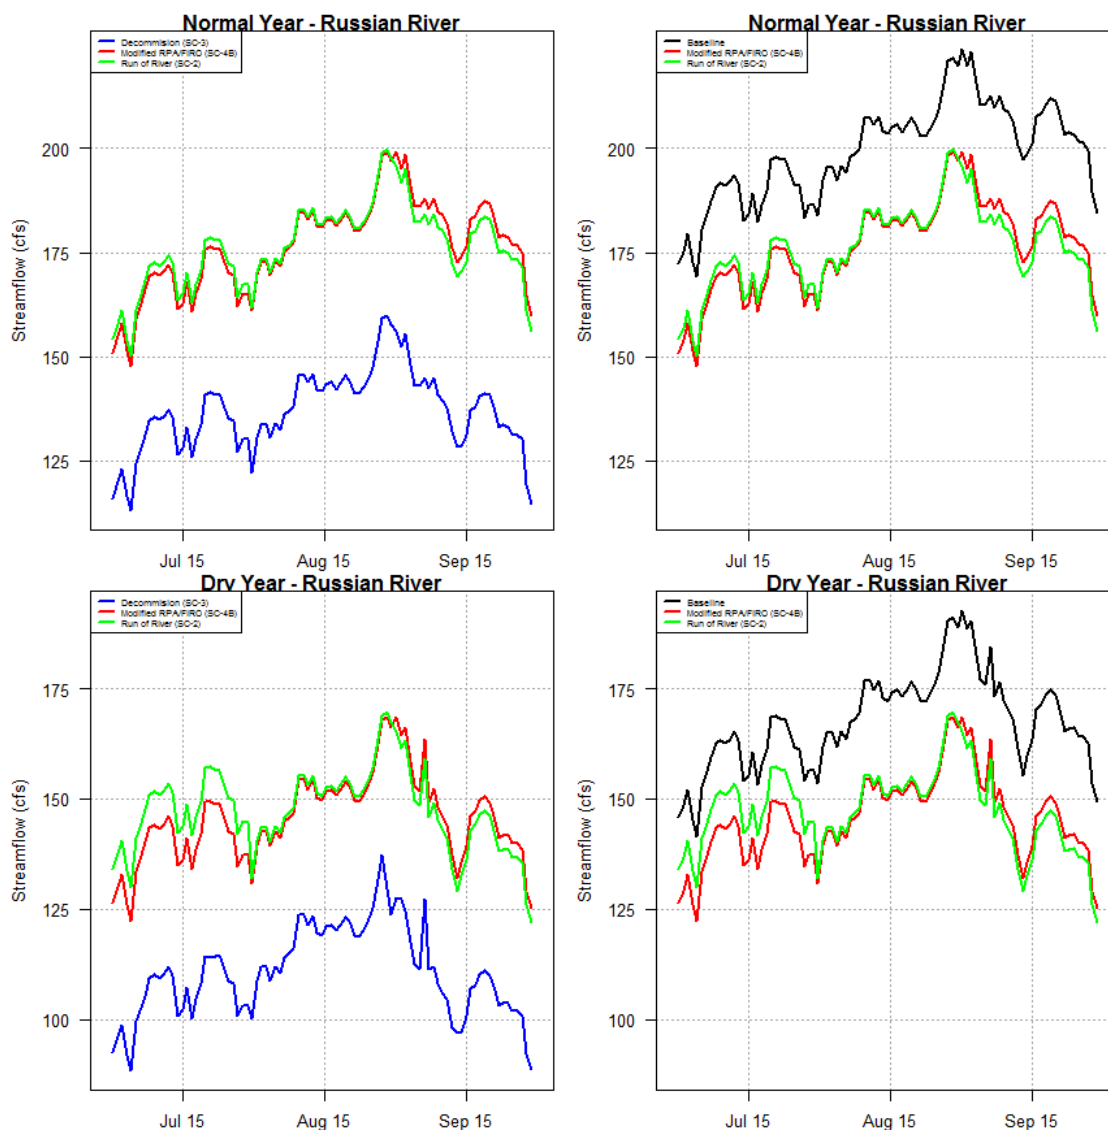 Normal Year - Russian River
Decommision (SC-3)
Modified RPA/FIRO (SC-4B)
Run of River (SC-2)
200
175
150
125
Streamflow (cfs)
Jul 15
Aug 15
Sep 15
Normal Year - Russian River
Baseline
Modified RPA/FIRO (SC-4B)
Run of River (SC-2)
200
175
150
125
Streamflow (cfs)
Jul 15
Aug 15
Sep 15
Dry Year - Russian River
Decommision (SC-3)
Modified RPA/FIRO (SC-4B)
Run of River (SC-2)
175
150
125
100
Streamflow (cfs)
Jul 15
Aug 15
Sep 15
Dry Year - Russian River
Baseline
Modified RPA/FIRO (SC-4B)
Run of River (SC-2)
175
150
125
100
Streamflow (cfs)
Jul 15
Aug 15
Sep 15